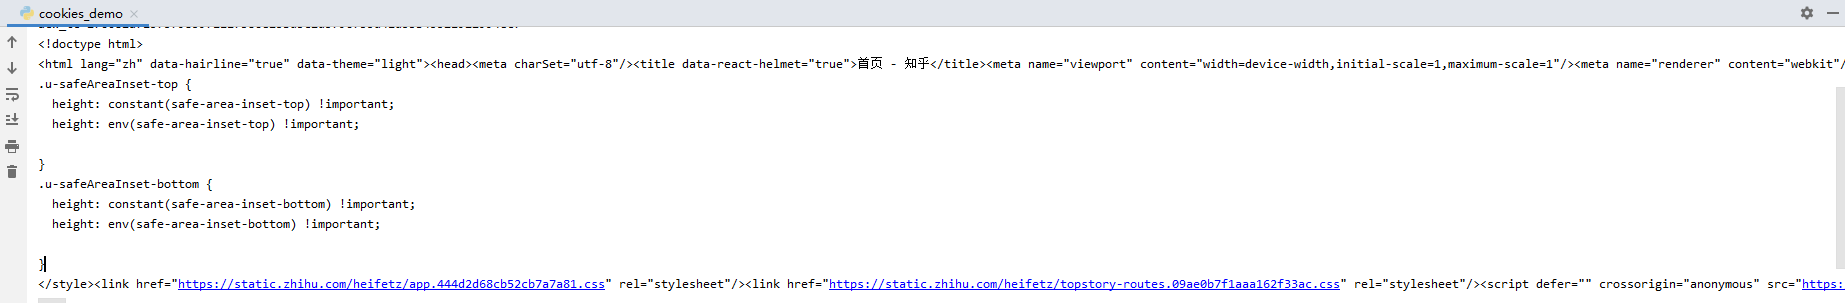 cookies_demo
<!doctype html>
<html lang="zh" data-hairline="true" data-theme="light"><head><meta charSet="utf-8"/><title data-react-helmet="true">首页 - 知乎</title><meta name="viewport" content="width=device-width,initial-scale=1,maximum-scale=1"/><meta name="renderer" content="webkit"/
.u-safeAreaInset-top {
  height: constant(safe-area-inset-top) !important;
  height: env(safe-area-inset-top) !important;
}
.u-safeAreaInset-bottom {
  height: constant(safe-area-inset-bottom) !important;
  height: env(safe-area-inset-bottom) !important;
}
</style><link href="https://static.zhihu.com/heifetz/app.444d2d68cb52cb7a7a81.css" rel="stylesheet"/><link href="https://static.zhihu.com/heifetz/topstory-routes.09ae0b7f1aaa162f33ac.css" rel="stylesheet"/><script defer="" crossorigin="anonymous" src="https: